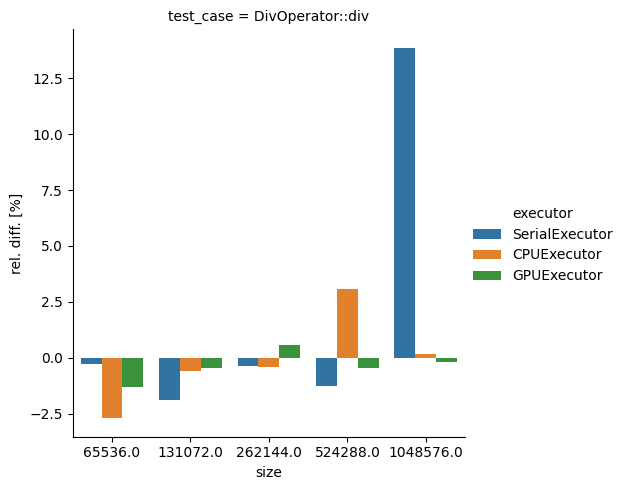 test_case = DivOperator::div
rel. diff. [%]
12.5
10.0
7.5
5.0
2.5
0.0
−2.5
65536.0
131072.0
262144.0
524288.0
1048576.0
size
executor
SerialExecutor
CPUExecutor
GPUExecutor